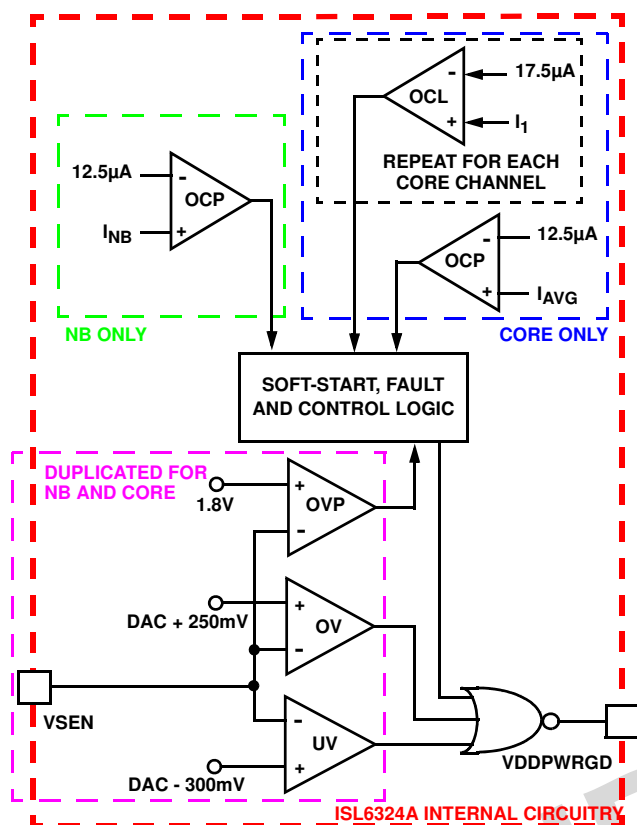 17.5µA
-
OCL
+
I1
REPEAT FOR EACH
CORE CHANNEL
12.5µA
-
OCP
INB
+
-
12.5µA
OCP
+
IAVG
NB ONLY
CORE ONLY
SOFT-START, FAULT
AND CONTROL LOGIC
DUPLICATED FOR
NB AND CORE
+
1.8V
OVP
-
DAC + 250mV
+
OV
-
VSEN
-
UV
VDDPWRGD
DAC - 300mV
+
ISL6324A INTERNAL CIRCUITRY